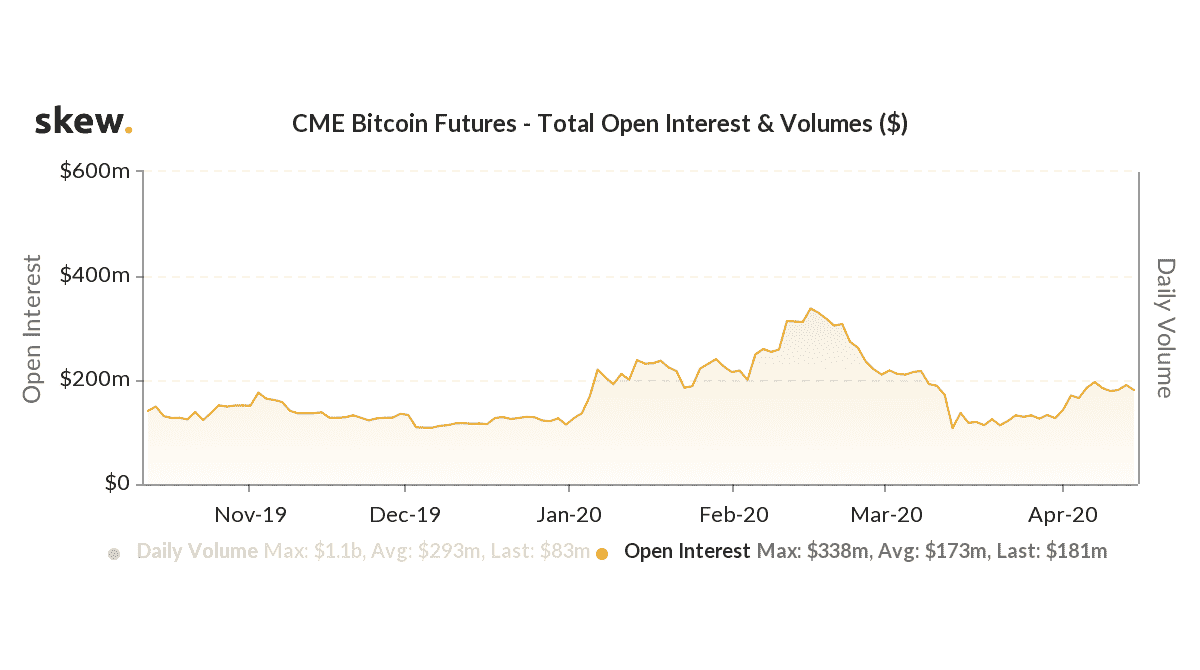 skew.
CME Bitcoin Futures - Total Open Interest & Volumes ($)
$600m
$400m
$200m
$0
Open Interest
Daily Volume
Nov-19 Dec-19 Jan-20 Feb-20 Mar-20 Apr-20
Daily Volume Max: $1.1b, Avg: $293m, Last: $83m Open Interest Max: $338m, Avg: $173m, Last: $181m